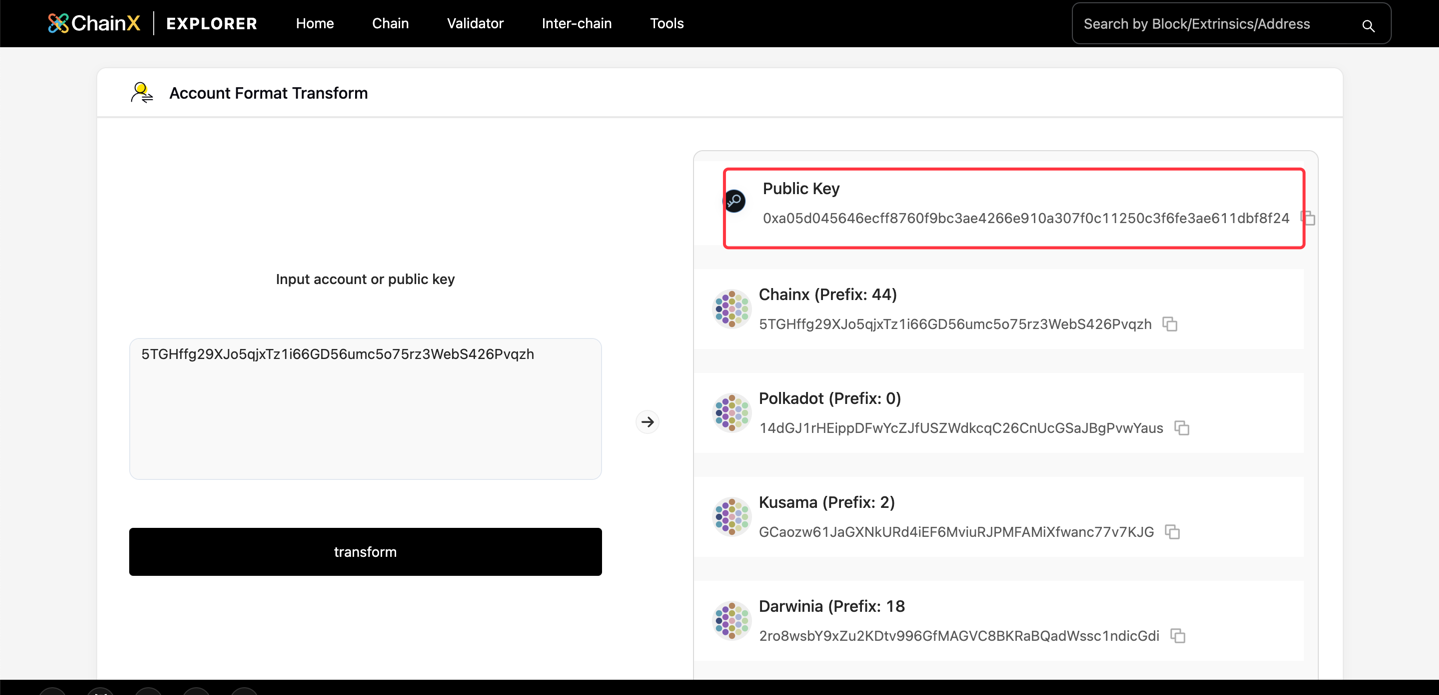 ChainX | EXPLORER Home Chain Validator Inter-chain Tools Search by Block/Extrinsics/Address
Account Format Transform
Input account or public key
5TGHffg29XJo5qjxTz1i66GD56umc5o75rz3WebS426Pvqzh
transform
Public Key
0xa05d045646ecff8760f9bc3ae4266e910a307f0c11250c3f6fe3ae611dbf8f24
Chainx (Prefix: 44)
5TGHffg29XJo5qjxTz1i66GD56umc5o75rz3WebS426Pvqzh
Polkadot (Prefix: 0)
14dGJ1rHEippDFwYcZJfUSZWdkcqC26CnUcGSaJBgPvwYaus
Kusama (Prefix: 2)
GCaozw61JaGXNkURd4iEF6MviuRJPMFAMiXfwanc77v7KJG
Darwinia (Prefix: 18
2ro8wsbY9xZu2KDtv996GfMAGVC8BKRaBQadWssc1ndicGdi